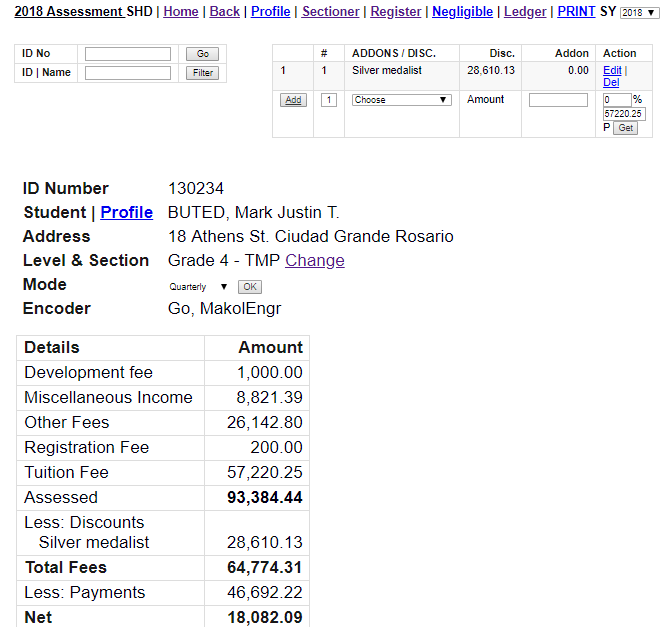 2018 Assessment SHD | Home | Back | Profile | Sectioner | Register | Negligible | Ledger | PRINT SY 2018
ID No Go
ID | Name Filter
# ADDONS / DISC. Disc. Addon Action
1 1 Silver medalist 28,610.13 0.00 Edit |
Del
Add 1 Choose Amount 0 %
57220.25
P Get
ID Number 130234
Student | Profile BUTED, Mark Justin T.
Address 18 Athens St. Ciudad Grande Rosario
Level & Section Grade 4 - TMP Change
Mode Quarterly OK
Encoder Go, MakolEngr
Details Amount
Development fee 1,000.00
Miscellaneous Income 8,821.39
Other Fees 26,142.80
Registration Fee 200.00
Tuition Fee 57,220.25
Assessed 93,384.44
Less: Discounts
Silver medalist 28,610.13
Total Fees 64,774.31
Less: Payments 46,692.22
Net 18,082.09